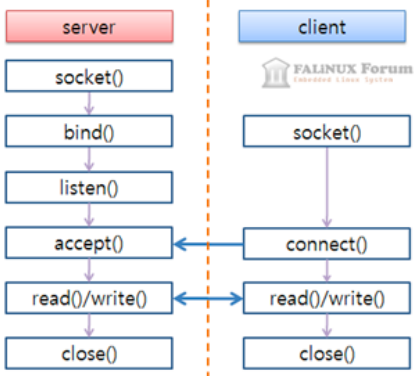 server
client
FALINUX Forum
Embedded Linux System
socket()
bind()
socket()
listen()
accept()
connect()
read()/write()
read()/write()
close()
close()